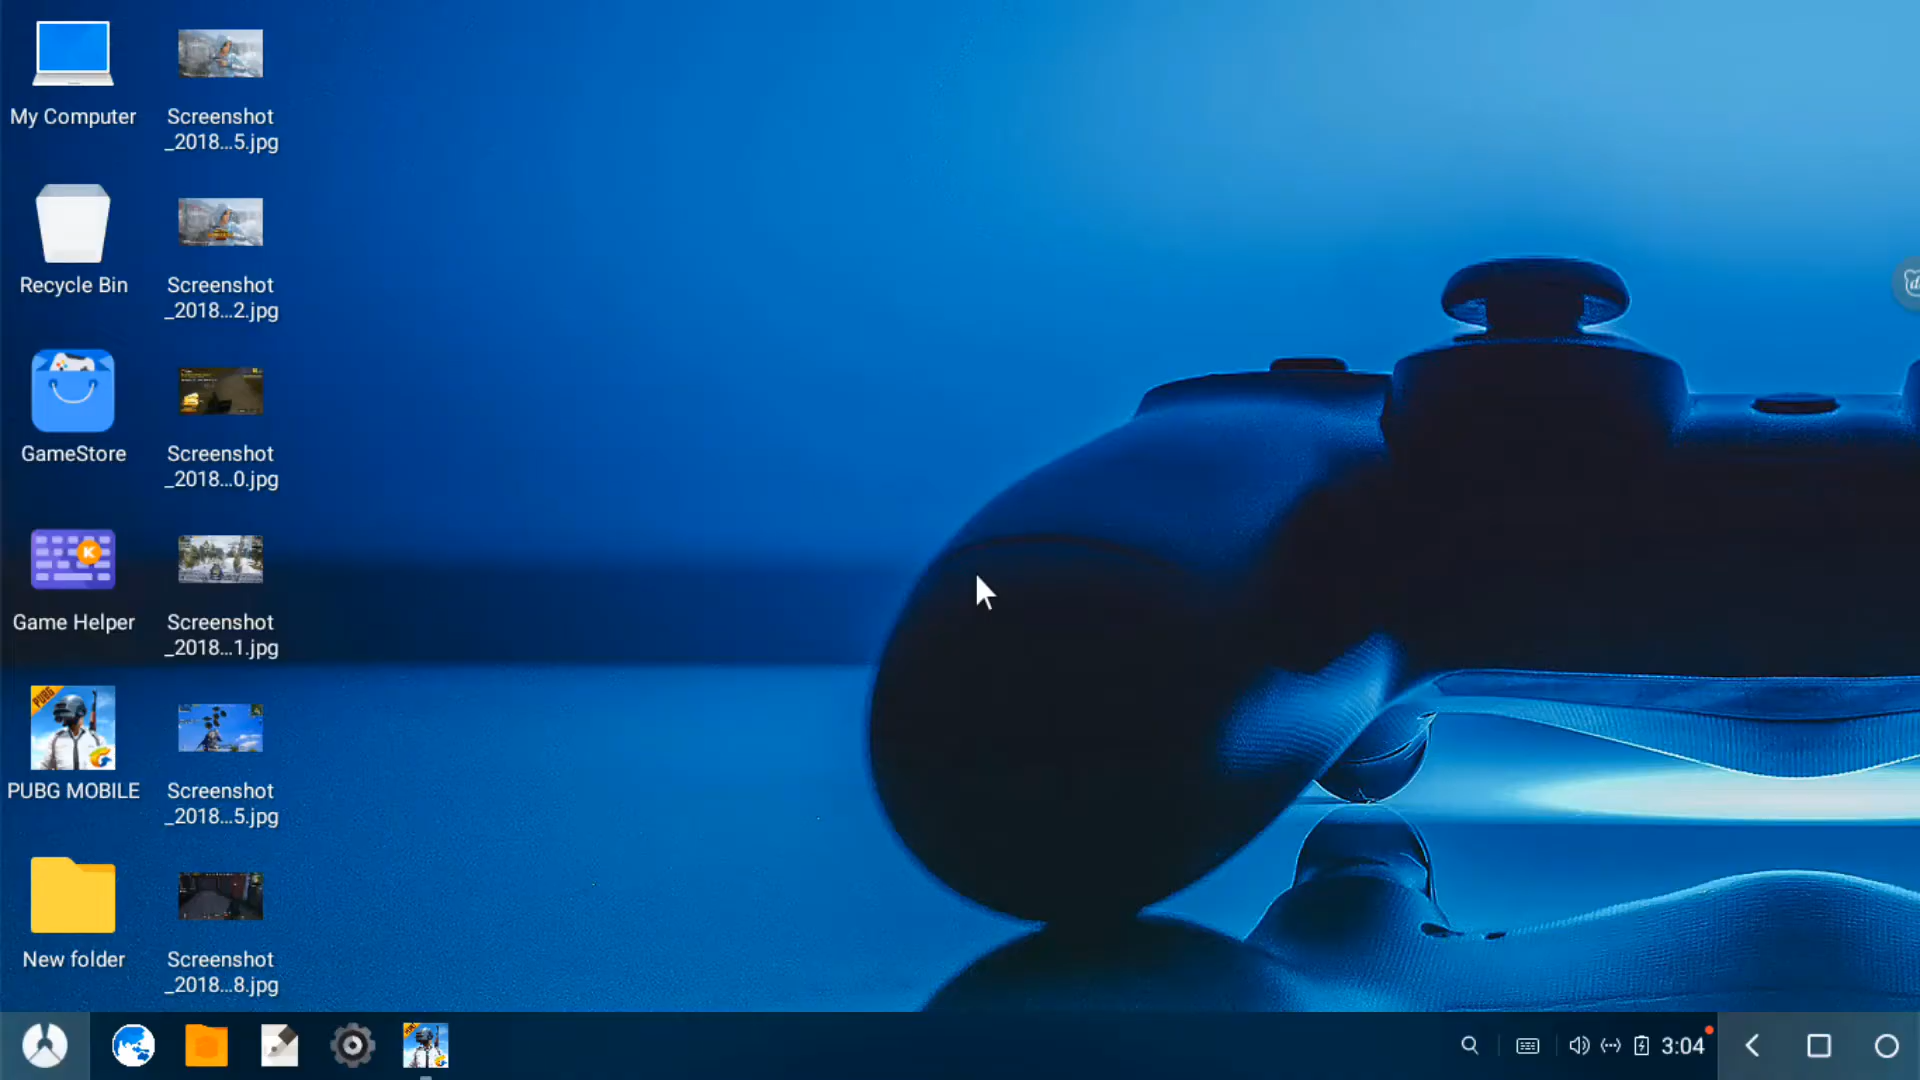 My Computer
Screenshot
_2018...5.jpg
Recycle Bin
Screenshot
_2018...2.jpg
GameStore
Screenshot
_2018...0.jpg
K
Game Helper
Screenshot
_2018...1.jpg
PUBG
PUBG MOBILE
Screenshot
_2018...5.jpg
New folder
Screenshot
_2018...8.jpg
3:04